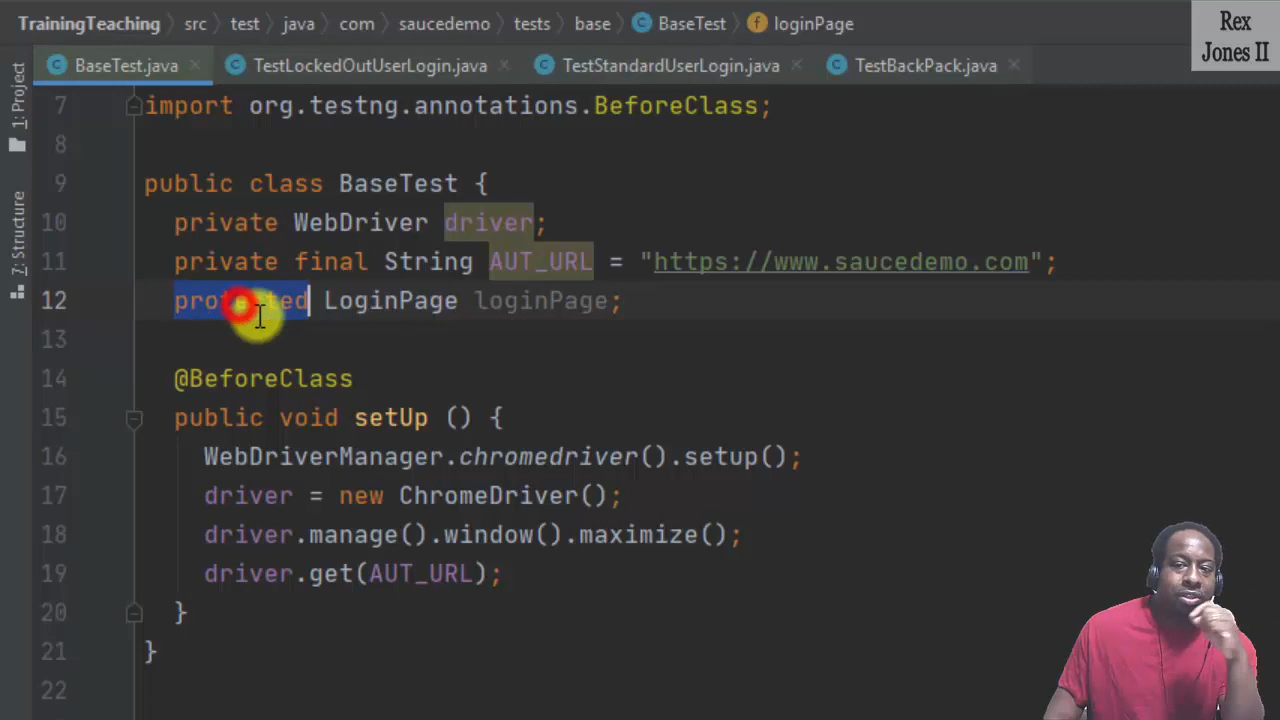 TrainingTeaching src test java com saucedemo tests base BaseTest loginPage
Rex
Jones II
BaseTest.java TestLockedOutUserLogin.java TestStandardUserLogin.java TestBackPack.java
1: Project
7: Structure
7 import org.testng.annotations.BeforeClass;
8
9 public class BaseTest {
10 private WebDriver driver;
11 private final String AUT_URL = "https://www.saucedemo.com";
12 protected LoginPage loginPage;
13
14 @BeforeClass
15 public void setUp () {
16 WebDriverManager.chromedriver().setup();
17 driver = new ChromeDriver();
18 driver.manage().window().maximize();
19 driver.get(AUT_URL);
20 }
21 }
22